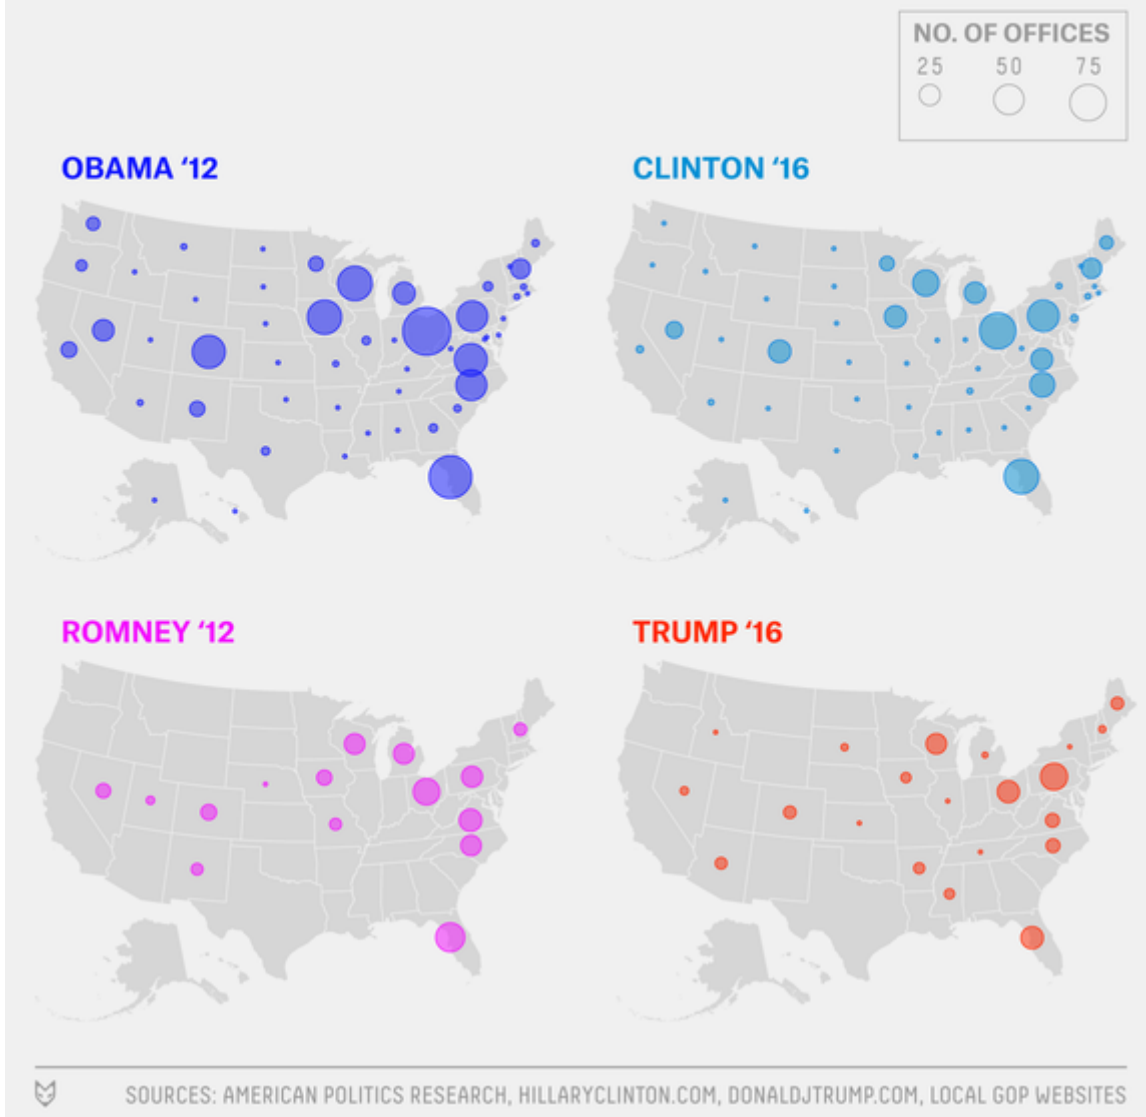 NO. OF OFFICES
25 50 75
OBAMA ‘12
CLINTON ‘16
ROMNEY ‘12
TRUMP ‘16
SOURCES: AMERICAN POLITICS RESEARCH, HILLARYCLINTON.COM, DONALDJTRUMP.COM, LOCAL GOP WEBSITES